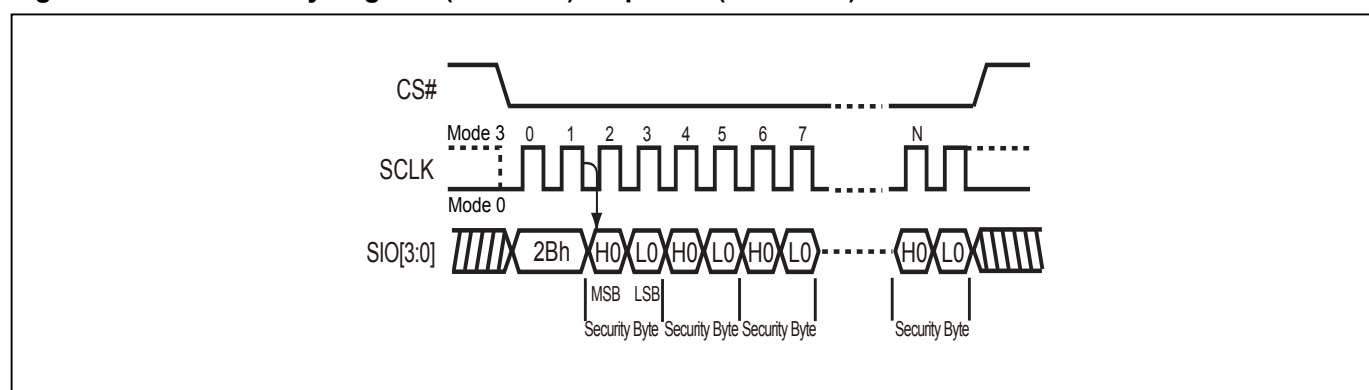 CS#
Mode 3 0 1 2 3 4 5 6 7 N
SCLK
Mode 0
SIO[3:0] 2Bh H0 L0 H0 L0 H0 L0 H0 L0
MSB LSB
Security Byte Security Byte Security Byte Security Byte